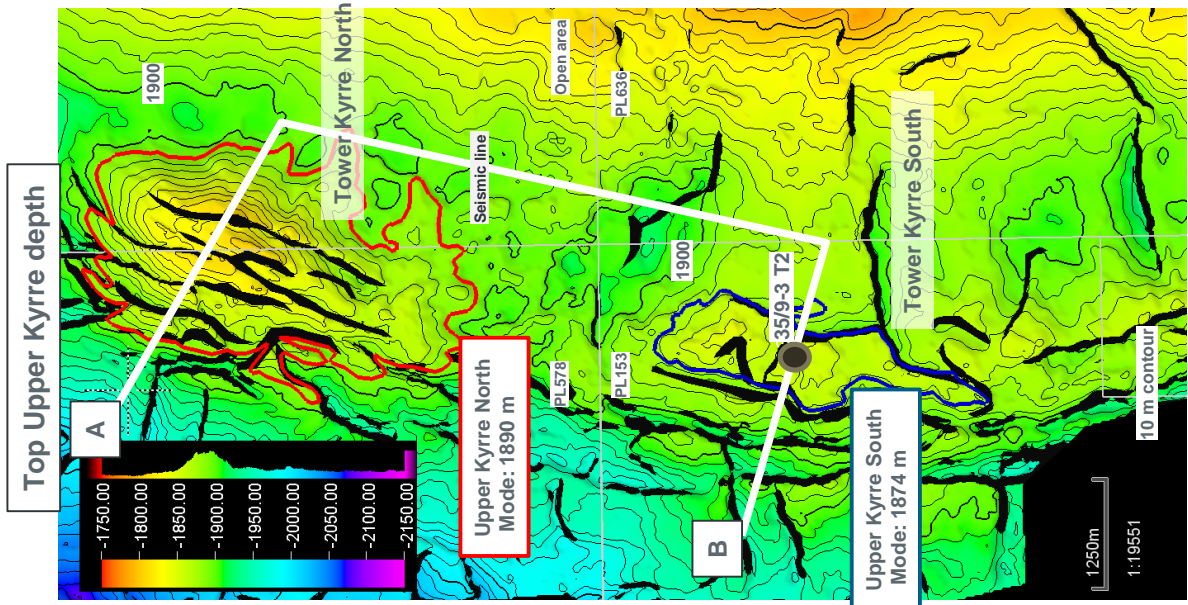 Top Upper Kyrre depth
A
-1750.00
-1800.00
-1850.00
-1900.00
-1950.00
-2000.00
-2050.00
-2100.00
-2150.00
1900
Tower Kyrre North
Seismic line
Open area
PL636
PL578
PL153
Upper Kyrre North
Mode: 1890 m
1900
35/9-3 T2
Tower Kyrre South
B
Upper Kyrre South
Mode: 1874 m
10 m contour
1250m
1:19551